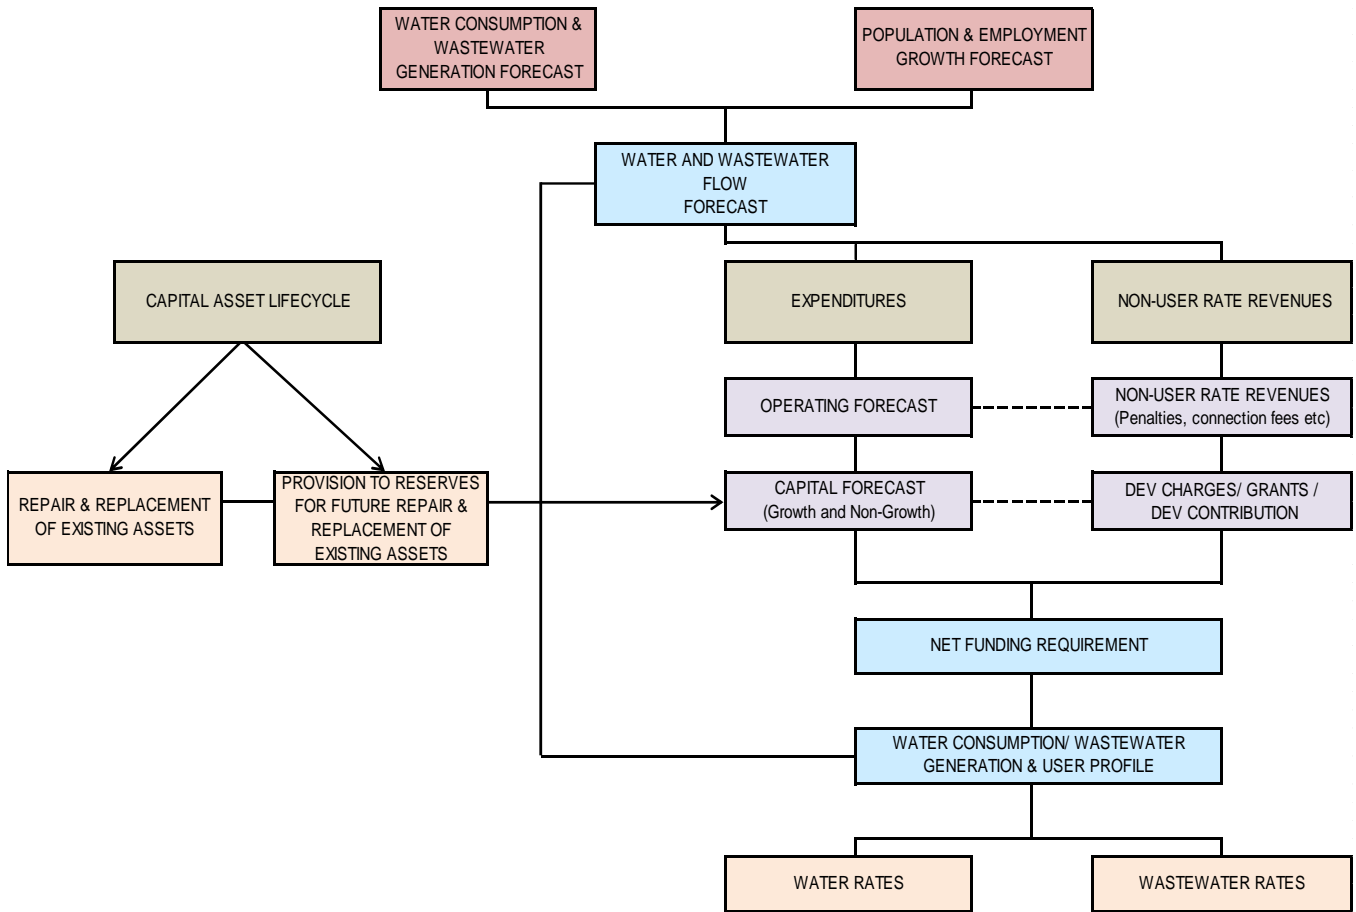 WATER CONSUMPTION &
WASTEWATER
GENERATION FORECAST
POPULATION & EMPLOYMENT
GROWTH FORECAST
WATER AND WASTEWATER
FLOW
FORECAST
CAPITAL ASSET LIFECYCLE
EXPENDITURES
NON-USER RATE REVENUES
OPERATING FORECAST
NON-USER RATE REVENUES
(Penalties, connection fees etc)
REPAIR & REPLACEMENT
OF EXISTING ASSETS
PROVISION TO RESERVES
FOR FUTURE REPAIR &
REPLACEMENT OF
EXISTING ASSETS
CAPITAL FORECAST
(Growth and Non-Growth)
DEV CHARGES/ GRANTS /
DEV CONTRIBUTION
NET FUNDING REQUIREMENT
WATER CONSUMPTION/ WASTEWATER
GENERATION & USER PROFILE
WATER RATES
WASTEWATER RATES